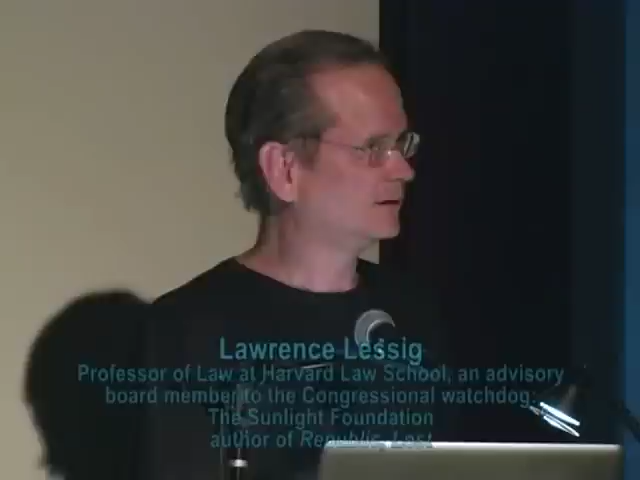 Lawrence Lessig
Professor of Law at Harvard Law School, an advisory
board member to the Congressional watchdog:
The Sunlight Foundation
author of Republic, Lost